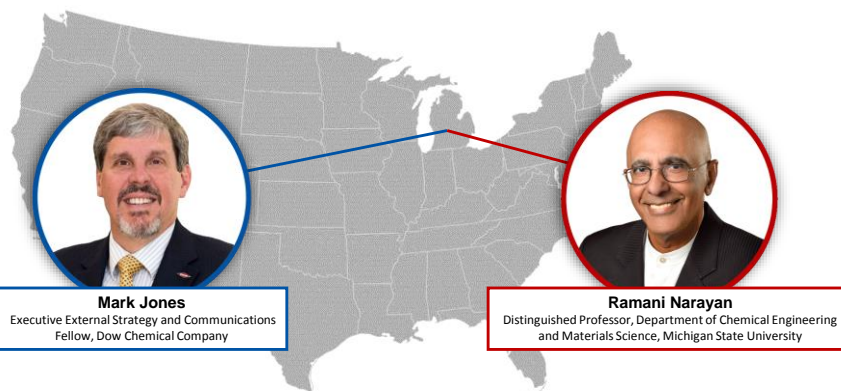 Mark Jones
Executive External Strategy and Communications
Fellow, Dow Chemical Company
Ramani Narayan
Distinguished Professor, Department of Chemical Engineering
and Materials Science, Michigan State University